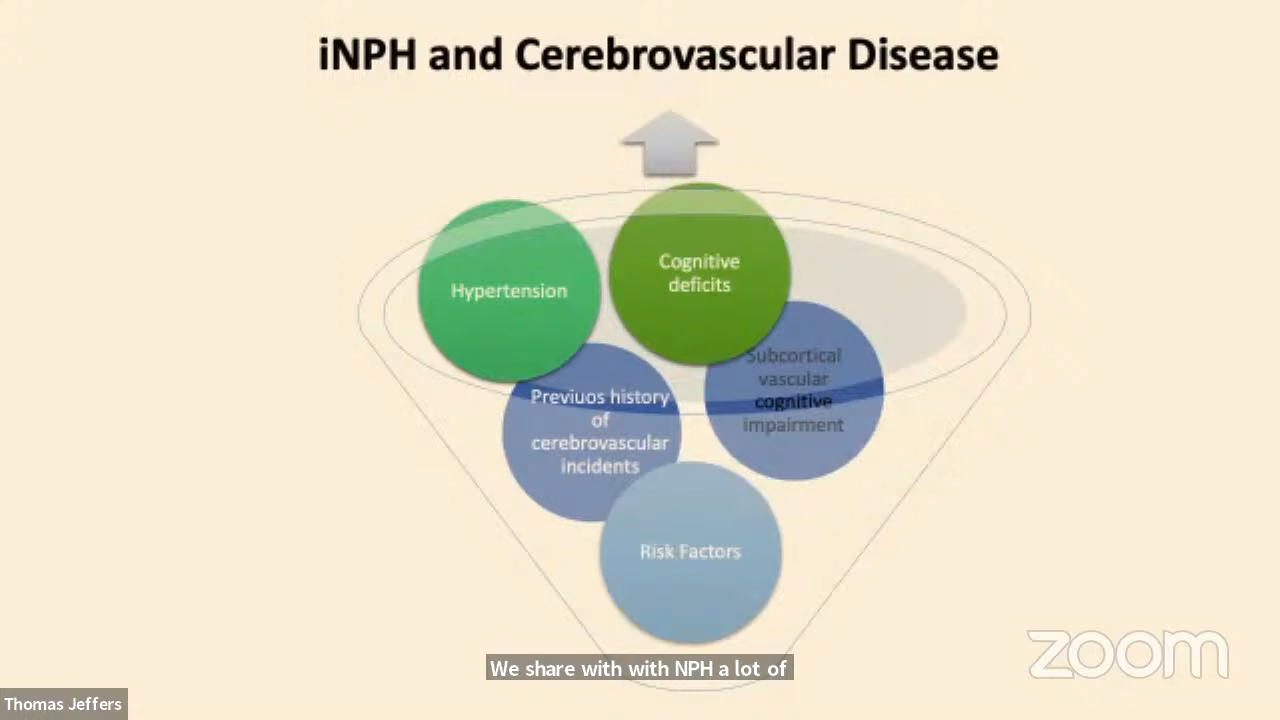 iNPH and Cerebrovascular Disease
Hypertension
Cognitive
deficits
Subcortical
vascular
cognitive
impairment
Previuos history
of
cerebrovascular
incidents
Risk Factors
We share with with NPH a lot of
zoom
Thomas Jeffers